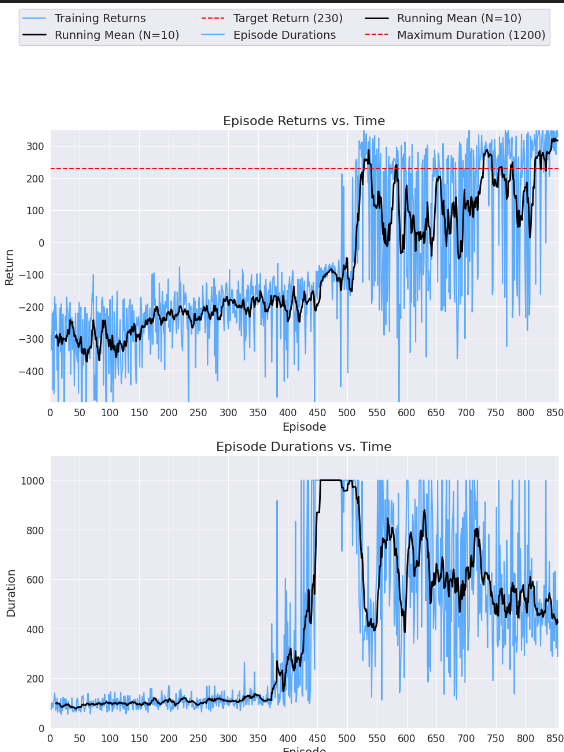 Training Returns Target Return (230) Running Mean (N=10)
Running Mean (N=10) Episode Durations Maximum Duration (1200)
Episode Returns vs. Time
300
200
100
0
−100
−200
−300
−400
Return
0 50 100 150 200 250 300 350 400 450 500 550 600 650 700 750 800 850
Episode
Episode Durations vs. Time
1000
800
600
400
200
0
Duration
0 50 100 150 200 250 300 350 400 450 500 550 600 650 700 750 800 850
Episode